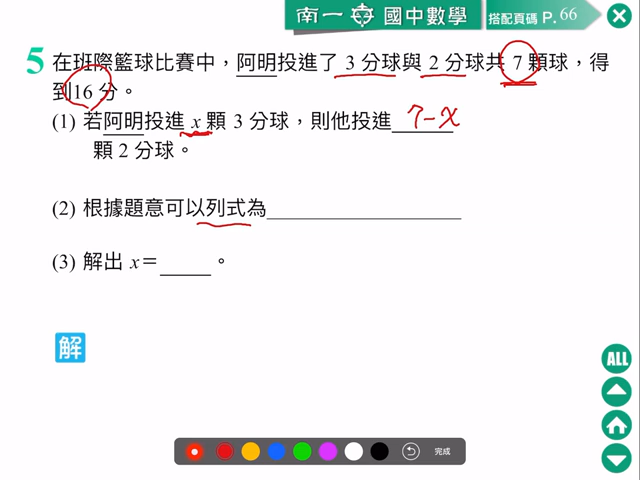 南一 國中數學 搭配頁碼 P. 66
5 在班際籃球比賽中，阿明投進了 3 分球與 2 分球共 7 顆球，得
到16 分。
(1) 若阿明投進 x 顆 3 分球，則他投進 7-x
顆 2 分球。
(2) 根據題意可以列式為
(3) 解出 x＝ 。
解
ALL
完成